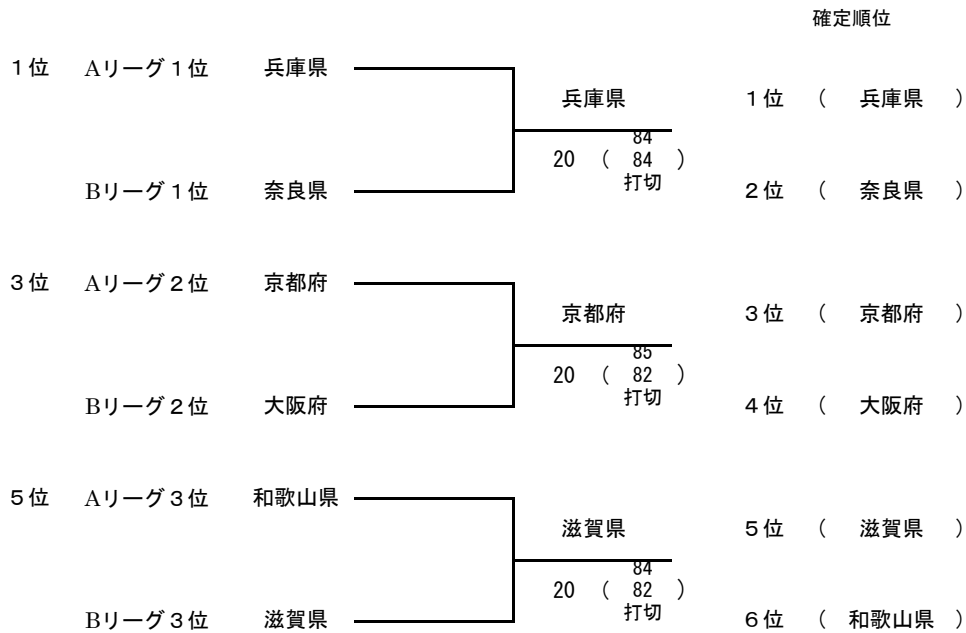 確定順位
1位 Aリーグ1位 兵庫県
兵庫県 1位 ( 兵庫県 )
84
20 ( 84 )
打切
Bリーグ1位 奈良県 2位 ( 奈良県 )
3位 Aリーグ2位 京都府
京都府 3位 ( 京都府 )
85
20 ( 82 )
打切
Bリーグ2位 大阪府 4位 ( 大阪府 )
5位 Aリーグ3位 和歌山県
滋賀県 5位 ( 滋賀県 )
84
20 ( 82 )
打切
Bリーグ3位 滋賀県 6位 ( 和歌山県 )